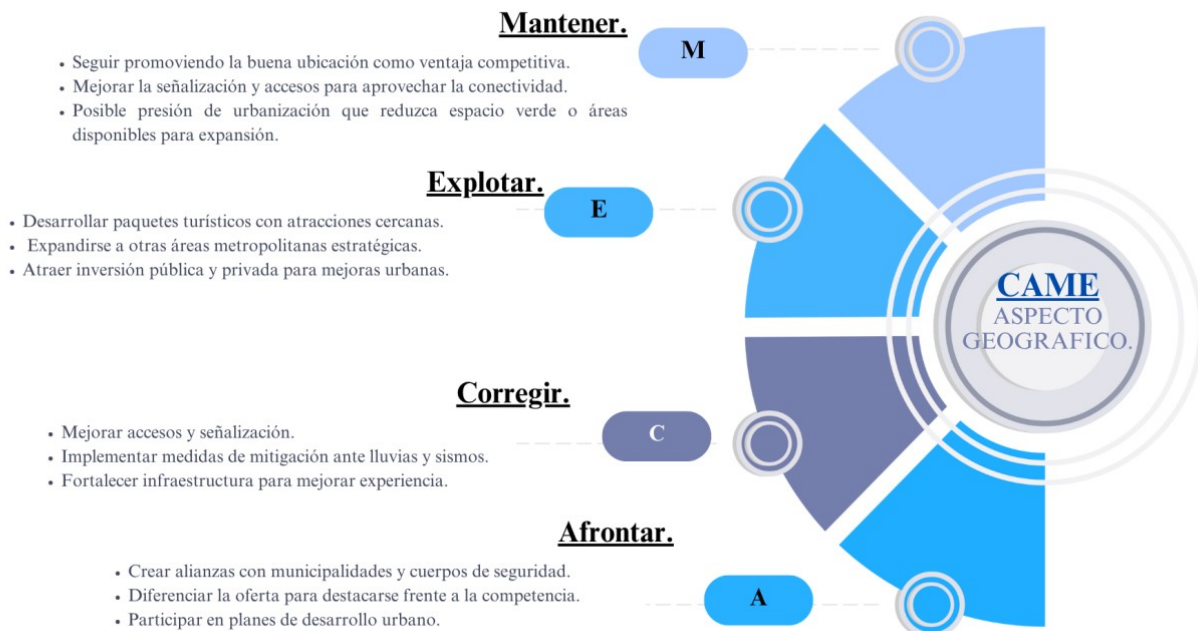 Mantener.
M
• Seguir promoviendo la buena ubicación como ventaja competitiva.
• Mejorar la señalización y accesos para aprovechar la conectividad.
• Posible presión de urbanización que reduzca espacio verde o áreas
disponibles para expansión.
Explotar.
E
• Desarrollar paquetes turísticos con atracciones cercanas.
• Expandirse a otras áreas metropolitanas estratégicas.
• Atraer inversión pública y privada para mejoras urbanas.
CAME
ASPECTO
GEOGRAFICO.
Corregir.
C
• Mejorar accesos y señalización.
• Implementar medidas de mitigación ante lluvias y sismos.
• Fortalecer infraestructura para mejorar experiencia.
Afrontar.
A
• Crear alianzas con municipalidades y cuerpos de seguridad.
• Diferenciar la oferta para destacarse frente a la competencia.
• Participar en planes de desarrollo urbano.